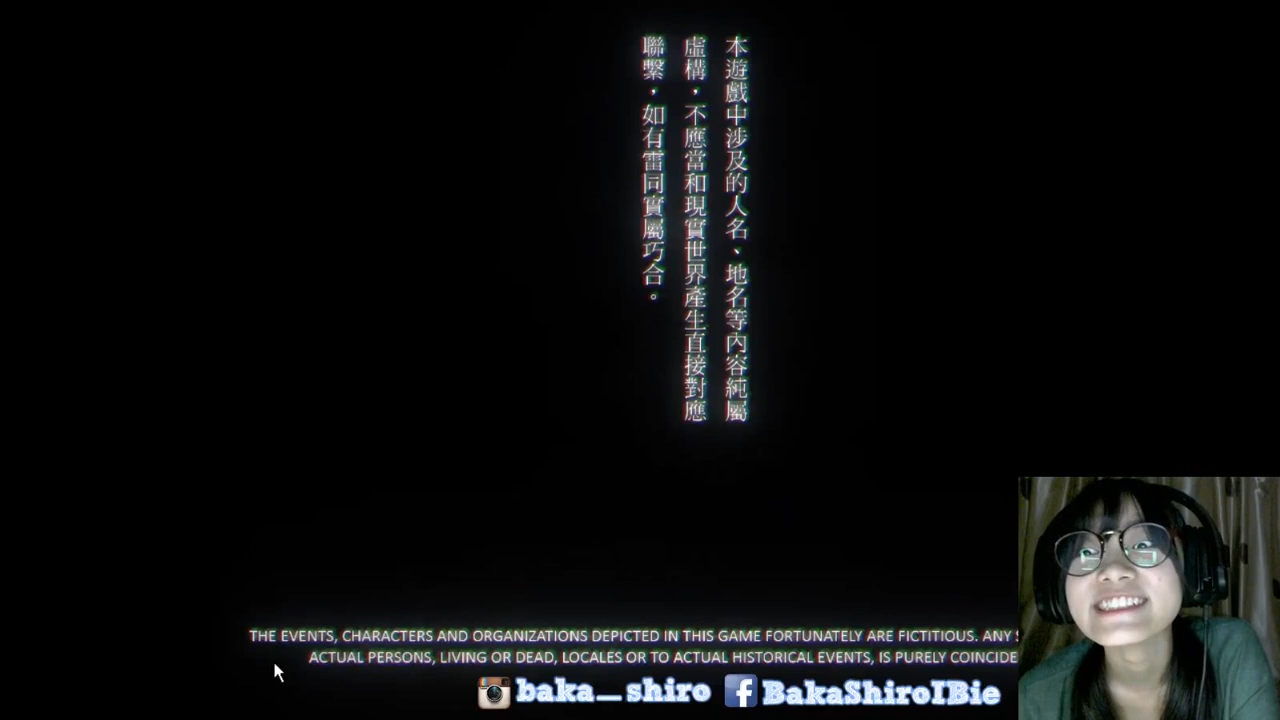 本遊戲中涉及的人名、地名等內容純屬
虛構，不應當和現實世界產生直接對應
聯繫，如有雷同實屬巧合。
THE EVENTS, CHARACTERS AND ORGANIZATIONS DEPICTED IN THIS GAME FORTUNATELY ARE FICTITIOUS. ANY
ACTUAL PERSONS, LIVING OR DEAD, LOCALES OR TO ACTUAL HISTORICAL EVENTS, IS PURELY
baka_shiro
BakaShiroIBie